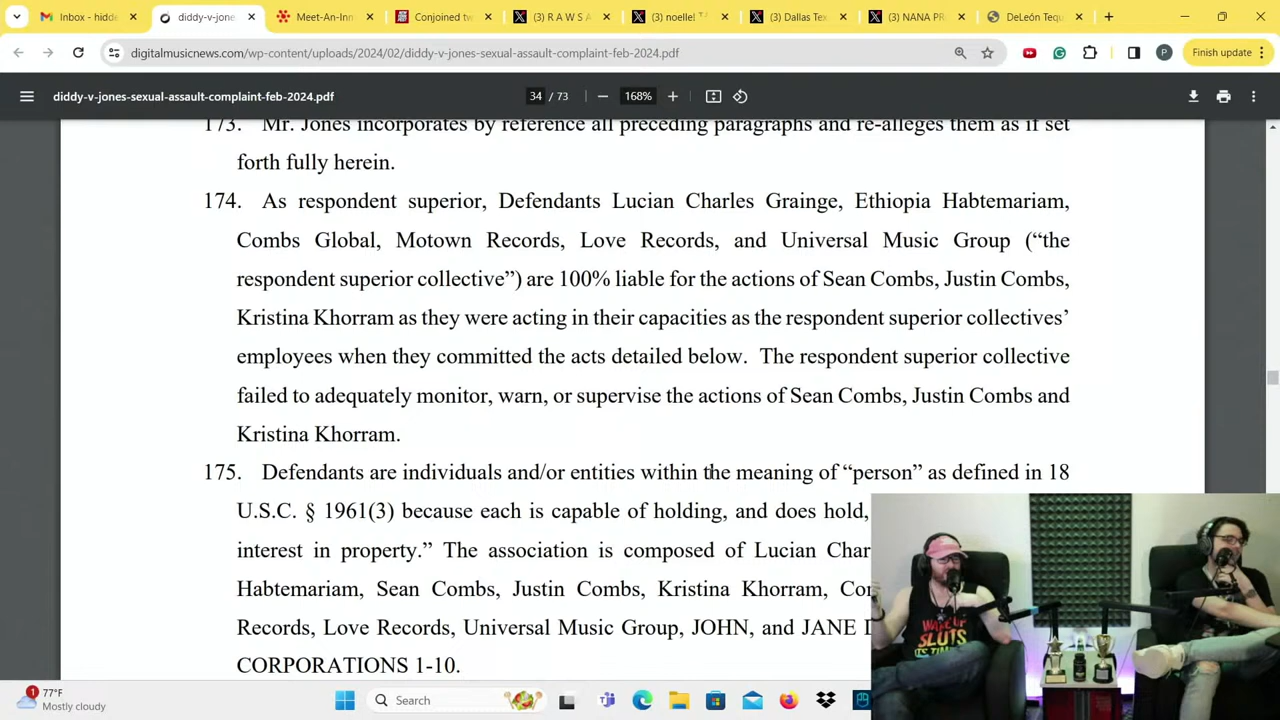 Inbox - hidde
diddy-v-jone
Meet-An-Inn
Conjoined tw
(3) R A W S A
(3) noelle!
(3) Dallas Tex
(3) NANA PR
DeLeón Tequ
digitalmusicnews.com/wp-content/uploads/2024/02/diddy-v-jones-sexual-assault-complaint-feb-2024.pdf
P
Finish update
diddy-v-jones-sexual-assault-complaint-feb-2024.pdf
34 / 73
168%
173. Mr. Jones incorporates by reference all preceding paragraphs and re-alleges them as if set
forth fully herein.
174. As respondent superior, Defendants Lucian Charles Grainge, Ethiopia Habtemariam,
Combs Global, Motown Records, Love Records, and Universal Music Group (“the
respondent superior collective”) are 100% liable for the actions of Sean Combs, Justin Combs,
Kristina Khorram as they were acting in their capacities as the respondent superior collectives’
employees when they committed the acts detailed below. The respondent superior collective
failed to adequately monitor, warn, or supervise the actions of Sean Combs, Justin Combs and
Kristina Khorram.
175. Defendants are individuals and/or entities within the meaning of “person” as defined in 18
U.S.C. § 1961(3) because each is capable of holding, and does hold,
interest in property.” The association is composed of Lucian Char
Habtemariam, Sean Combs, Justin Combs, Kristina Khorram, Co
Records, Love Records, Universal Music Group, JOHN, and JANE D
CORPORATIONS 1-10.
WAKE UP
SLUTS
ITS TIM
1
77°F
Mostly cloudy
Search